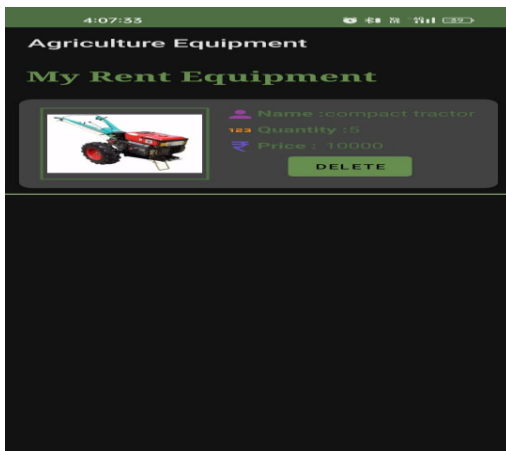 4:07:33
Agriculture Equipment
My Rent Equipment
Name :compact tractor
123 Quantity :5
₹ Price : 10000
DELETE